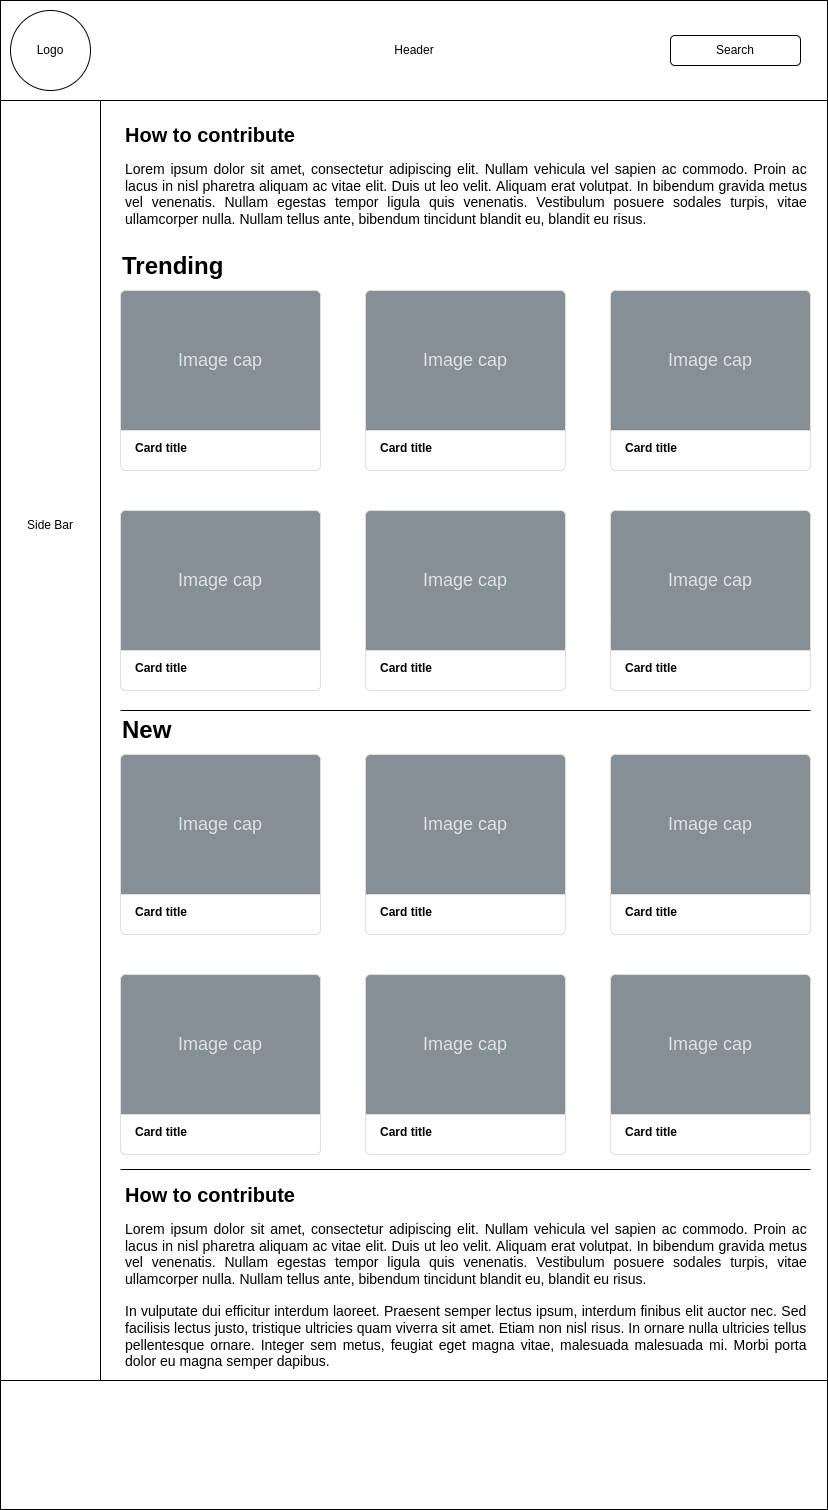 Logo
Header
Search
Side Bar
How to contribute
Lorem ipsum dolor sit amet, consectetur adipiscing elit. Nullam vehicula vel sapien ac commodo. Proin ac
lacus in nisl pharetra aliquam ac vitae elit. Duis ut leo velit. Aliquam erat volutpat. In bibendum gravida metus
vel venenatis. Nullam egestas tempor ligula quis venenatis. Vestibulum posuere sodales turpis, vitae
ullamcorper nulla. Nullam tellus ante, bibendum tincidunt blandit eu, blandit eu risus.
Trending
Image cap
Image cap
Image cap
Card title
Card title
Card title
Image cap
Image cap
Image cap
Card title
Card title
Card title
New
Image cap
Image cap
Image cap
Card title
Card title
Card title
Image cap
Image cap
Image cap
Card title
Card title
Card title
How to contribute
Lorem ipsum dolor sit amet, consectetur adipiscing elit. Nullam vehicula vel sapien ac commodo. Proin ac
lacus in nisl pharetra aliquam ac vitae elit. Duis ut leo velit. Aliquam erat volutpat. In bibendum gravida metus
vel venenatis. Nullam egestas tempor ligula quis venenatis. Vestibulum posuere sodales turpis, vitae
ullamcorper nulla. Nullam tellus ante, bibendum tincidunt blandit eu, blandit eu risus.
In vulputate dui efficitur interdum laoreet. Praesent semper lectus ipsum, interdum finibus elit auctor nec. Sed
facilisis lectus justo, tristique ultricies quam viverra sit amet. Etiam non nisl risus. In ornare nulla ultricies tellus
pellentesque ornare. Integer sem metus, feugiat eget magna vitae, malesuada malesuada mi. Morbi porta
dolor eu magna semper dapibus.